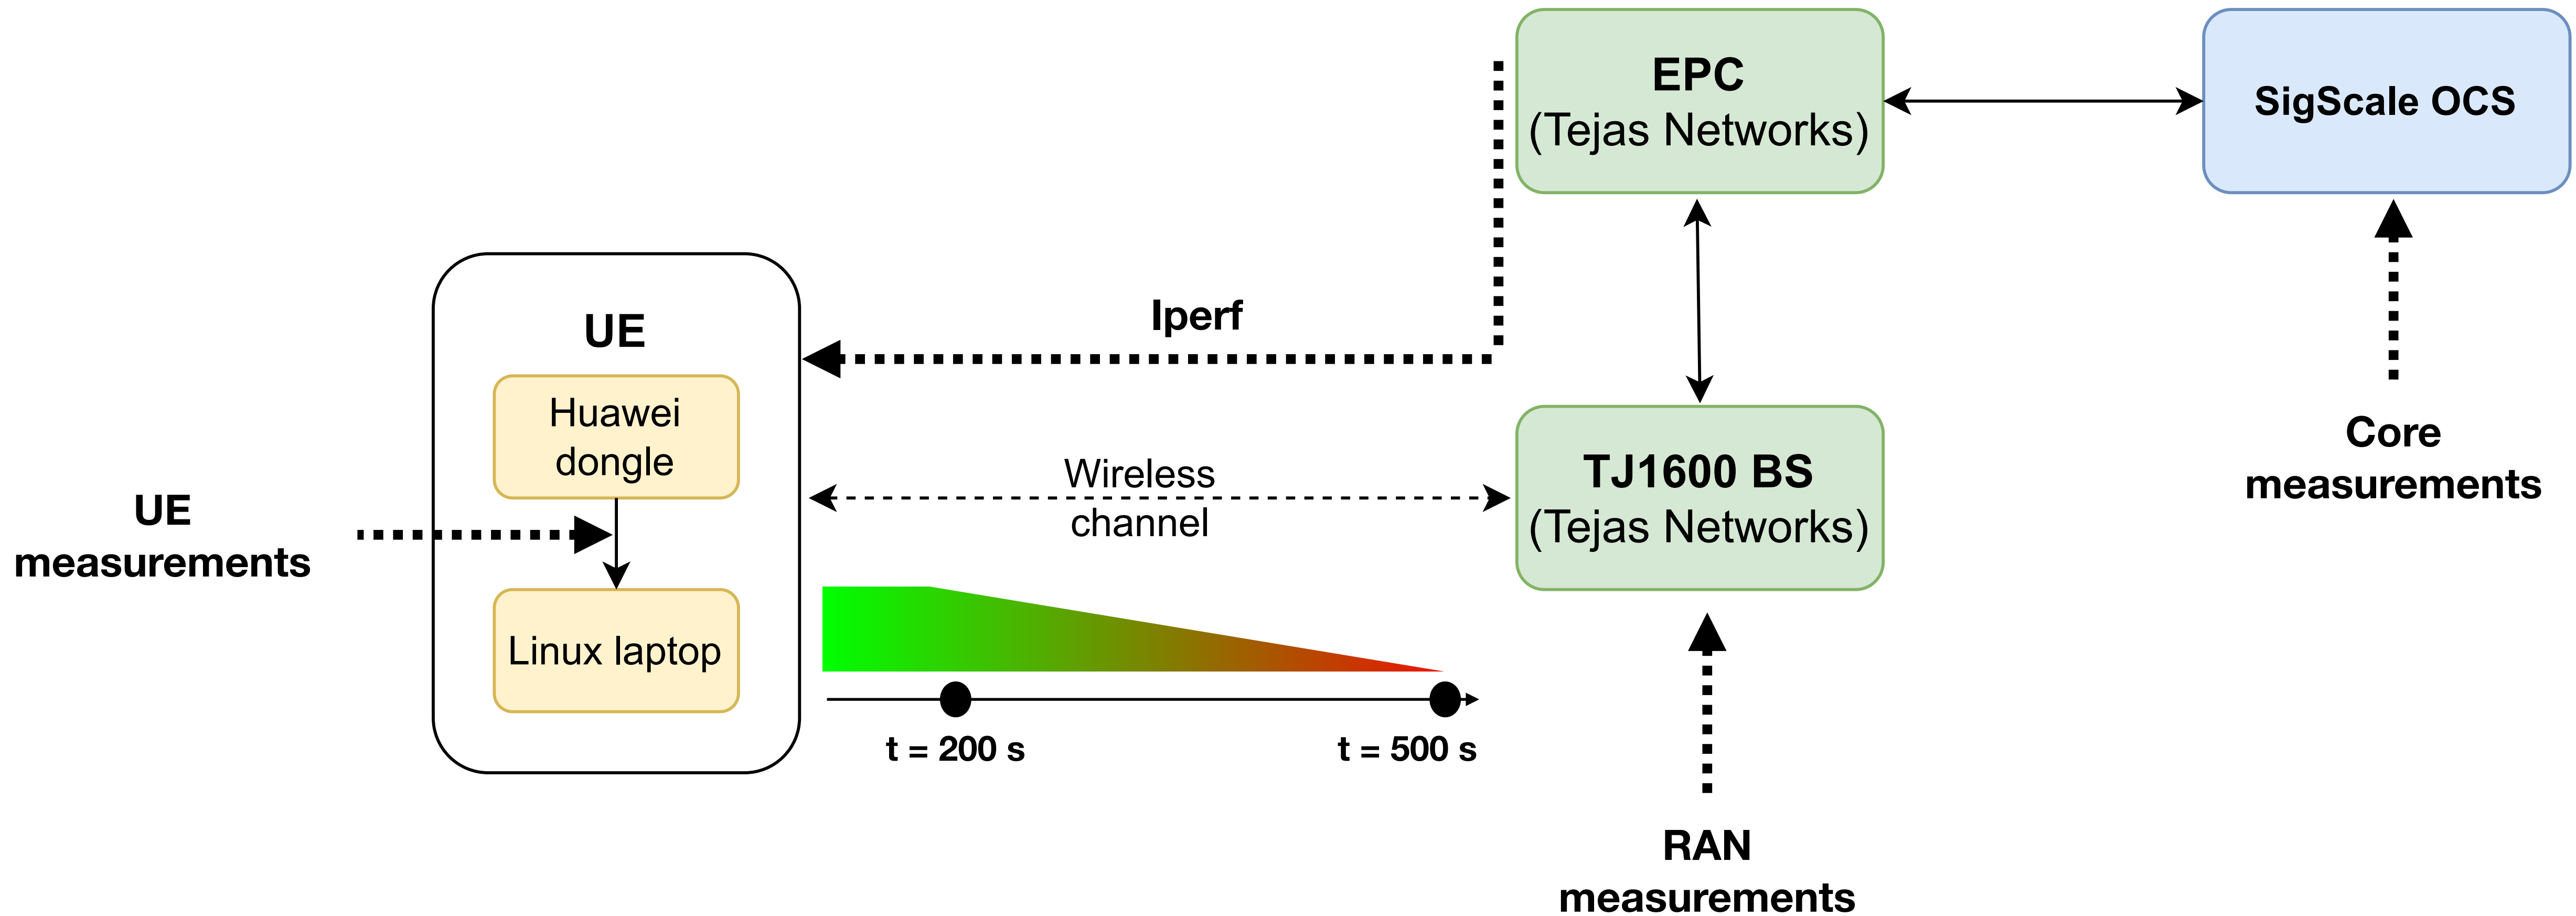 EPC
(Tejas Networks)
SigScale OCS
Iperf
UE
Huawei
dongle
Linux laptop
UE
measurements
Wireless
channel
TJ1600 BS
(Tejas Networks)
Core
measurements
t = 200 s
t = 500 s
RAN
measurements